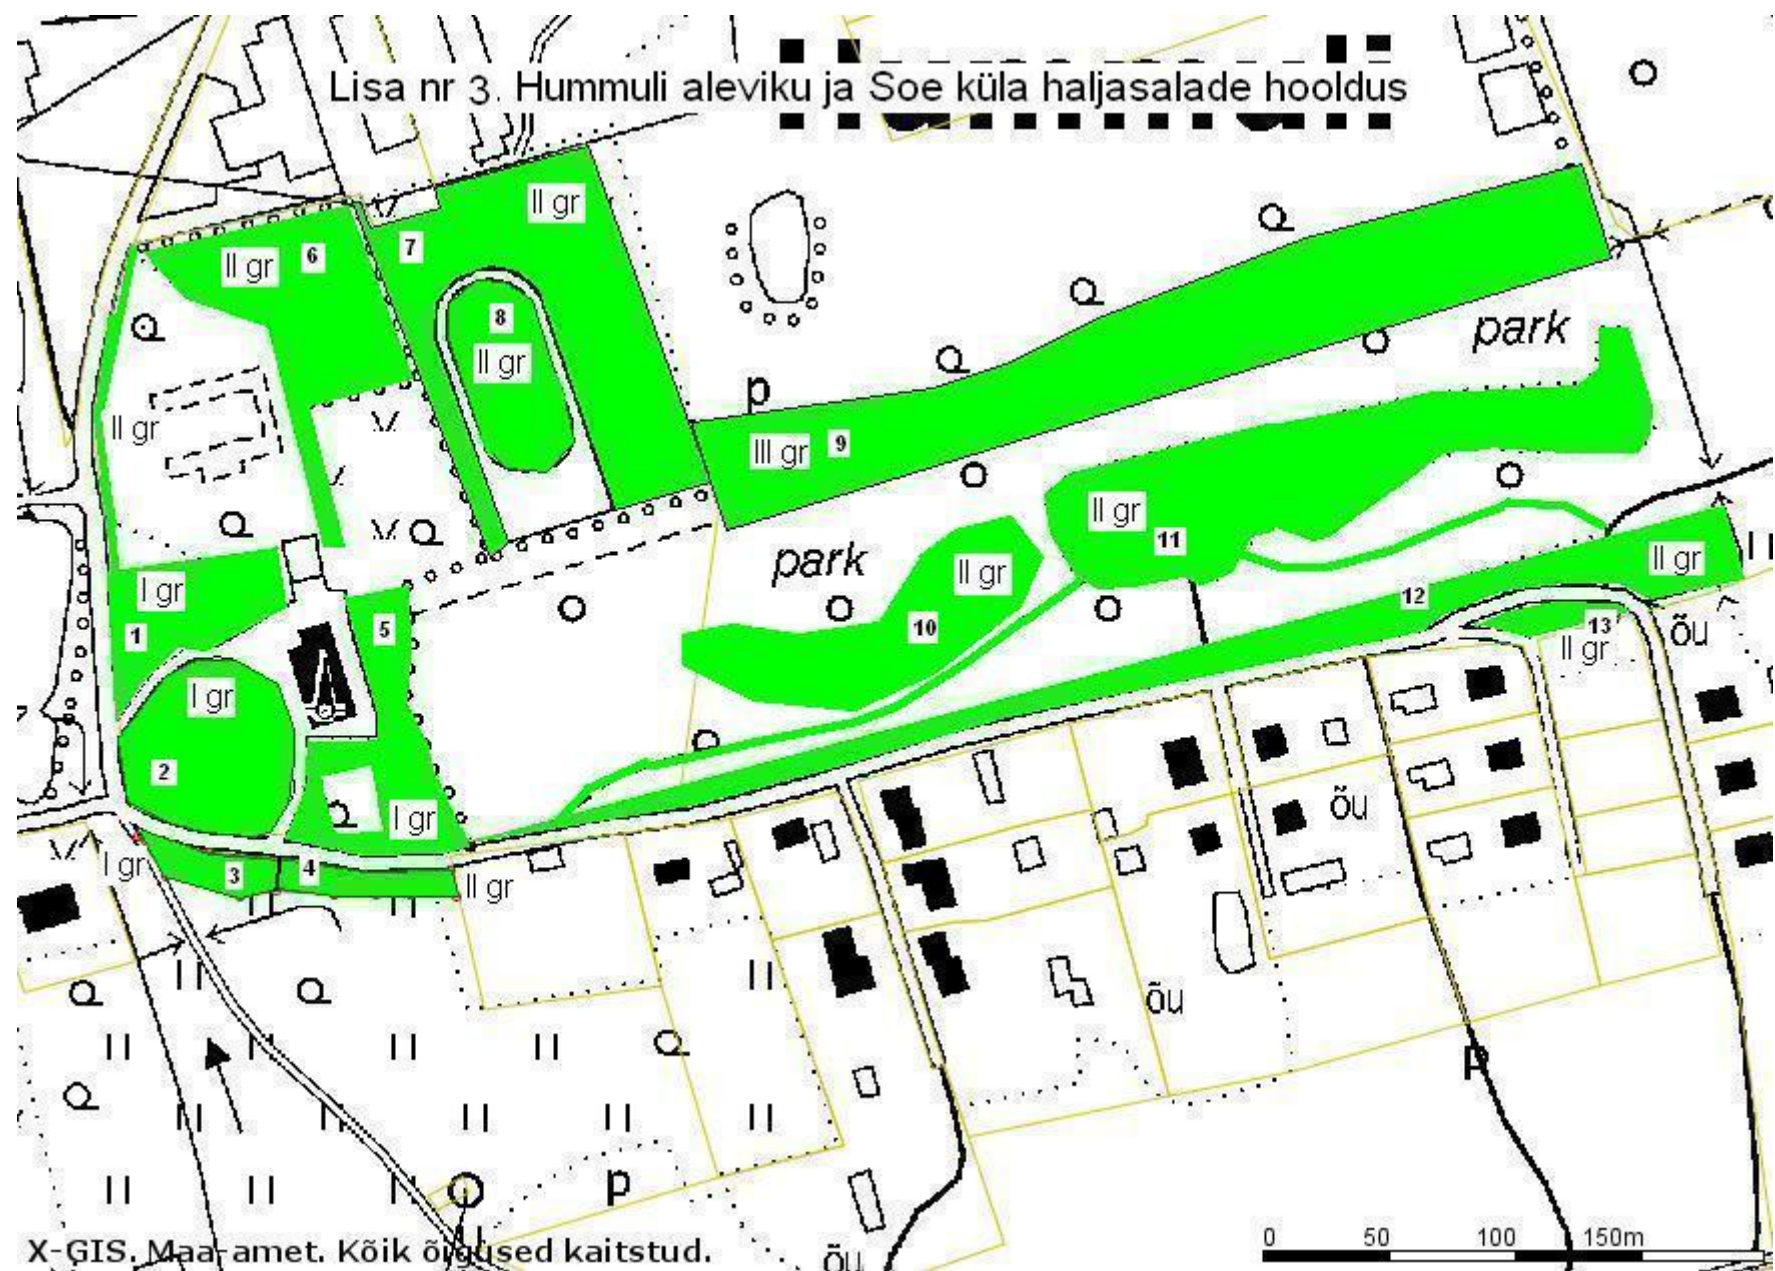 Lisa nr 3. Hummuli aleviku ja Soe küla haljasalade hooldus
II gr
II gr
6
7
8
II gr
park
p
II gr
III gr
9
II gr
11
park
II gr
II gr
I gr
5
10
12
1
13
õu
II gr
I gr
2
õu
I gr
I gr
3
4
II gr
õu
p
p
X-GIS. Maa-amet. Kõik õigused kaitstud.
õu
0 50 100 150m